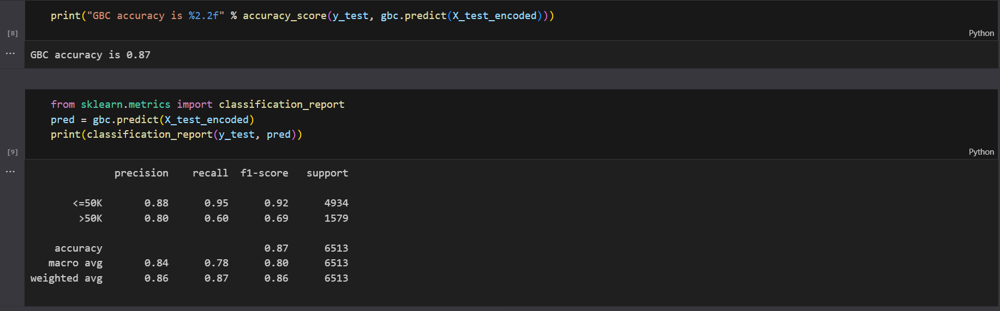 print("GBC accuracy is %2.2f" % accuracy_score(y_test, gbc.predict(X_test_encoded)))
[8]
Python
...
GBC accuracy is 0.87
from sklearn.metrics import classification_report
pred = gbc.predict(X_test_encoded)
print(classification_report(y_test, pred))
[9]
Python
...
precision recall f1-score support
<=50K 0.88 0.95 0.92 4934
>50K 0.80 0.60 0.69 1579
accuracy 0.87 6513
macro avg 0.84 0.78 0.80 6513
weighted avg 0.86 0.87 0.86 6513